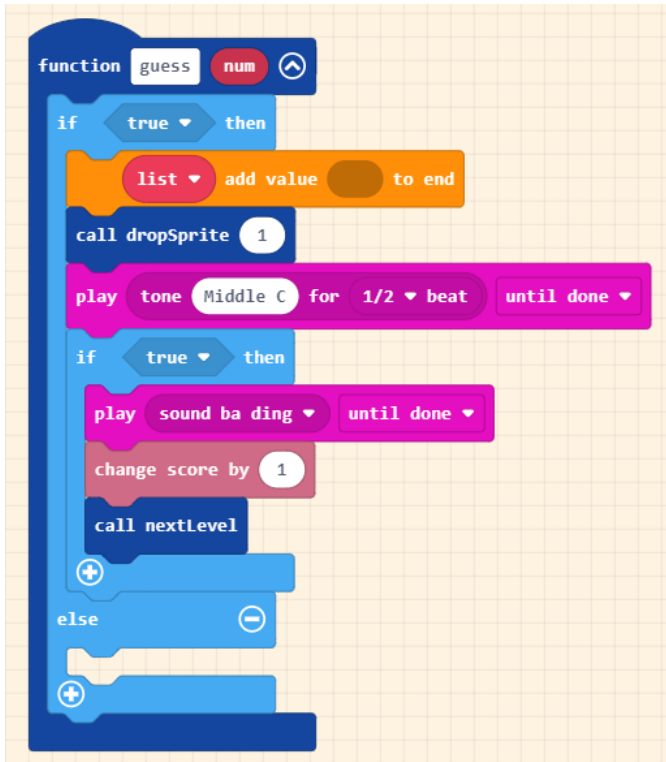 function guess num
if true then
list add value to end
call dropSprite 1
play tone Middle C for 1/2 beat until done
if true then
play sound ba ding until done
change score by 1
call nextLevel
else